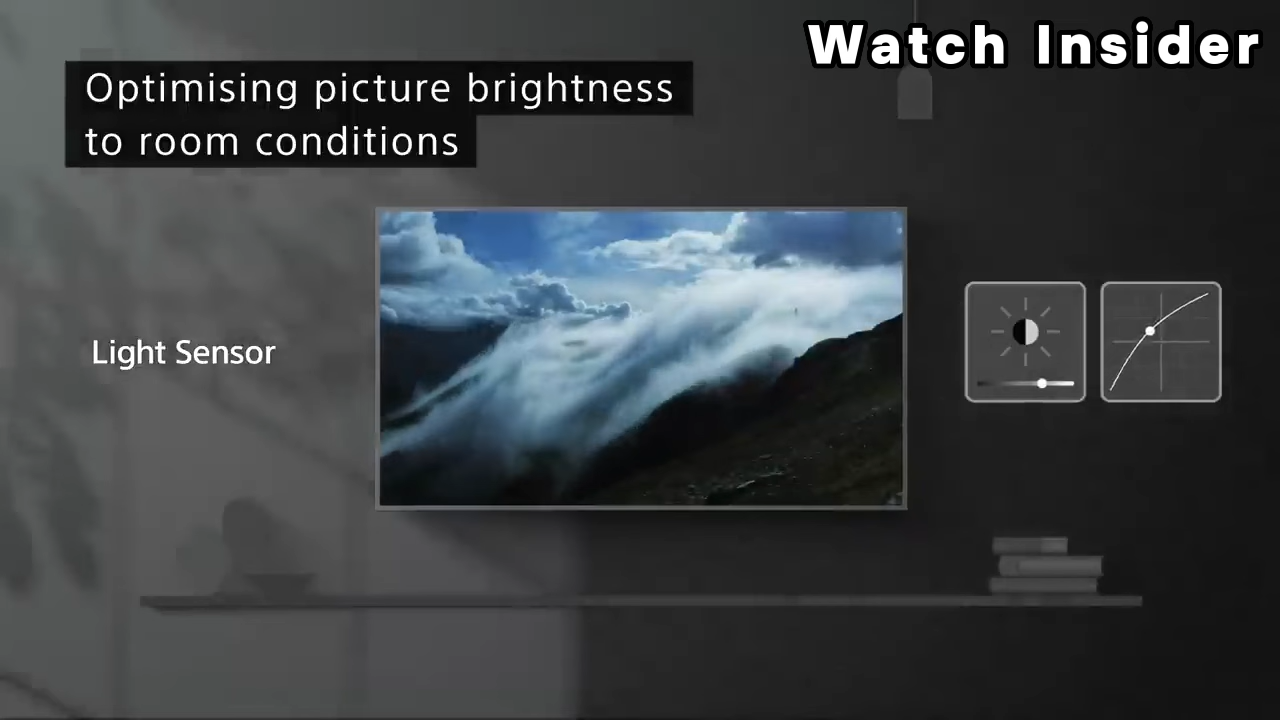 Watch Insider
Optimising picture brightness
to room conditions
Light Sensor